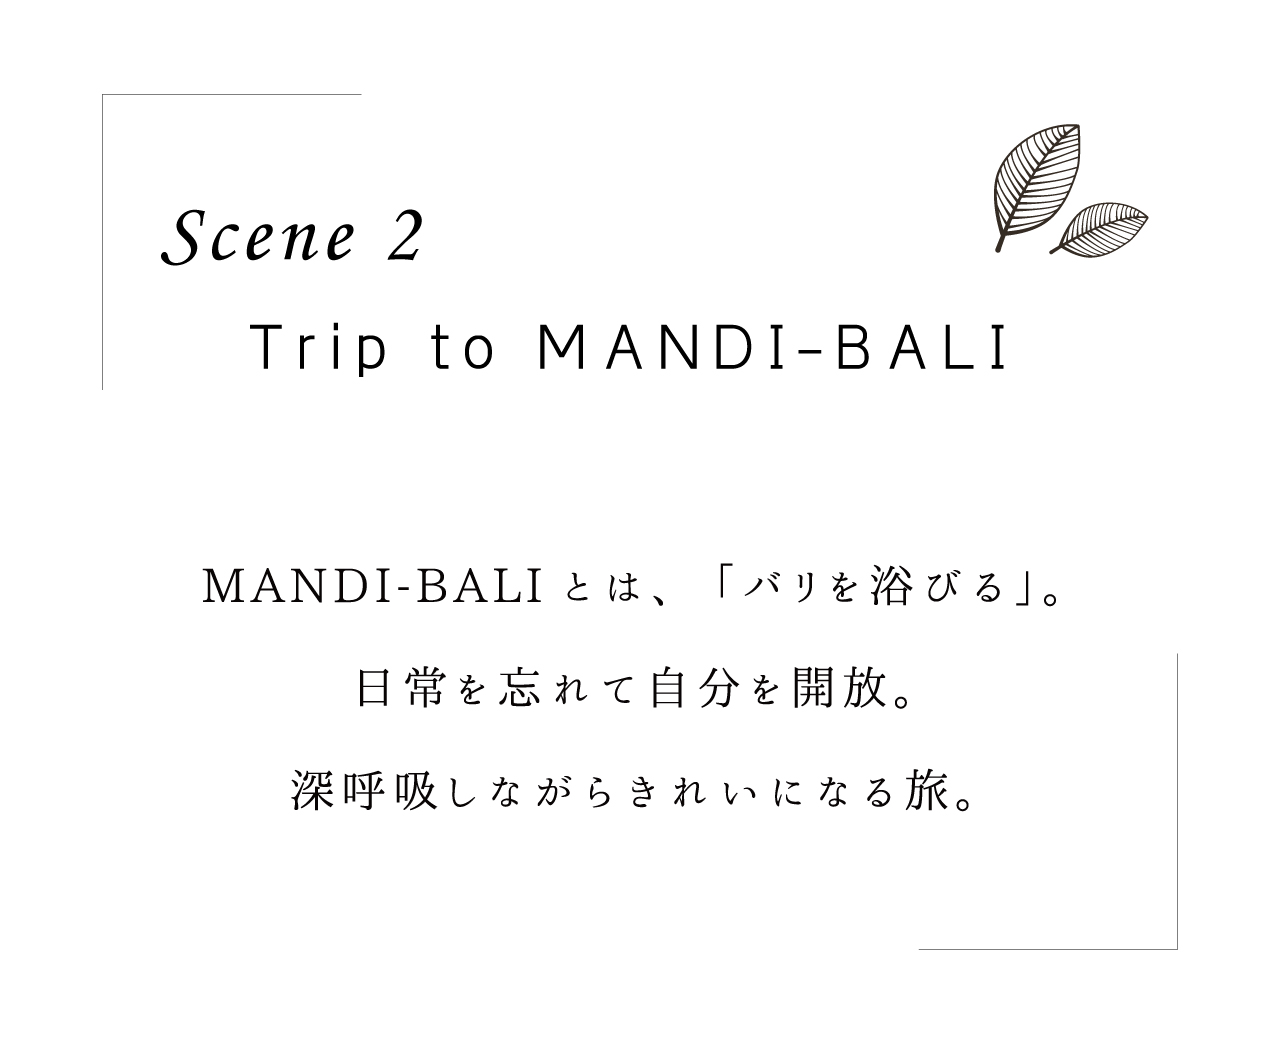 Scene 2
Trip to MANDI-BALI
MANDI-BALIとは、「バリを浴びる」。
日常を忘れて自分を開放。
深呼吸しながらきれいになる旅。